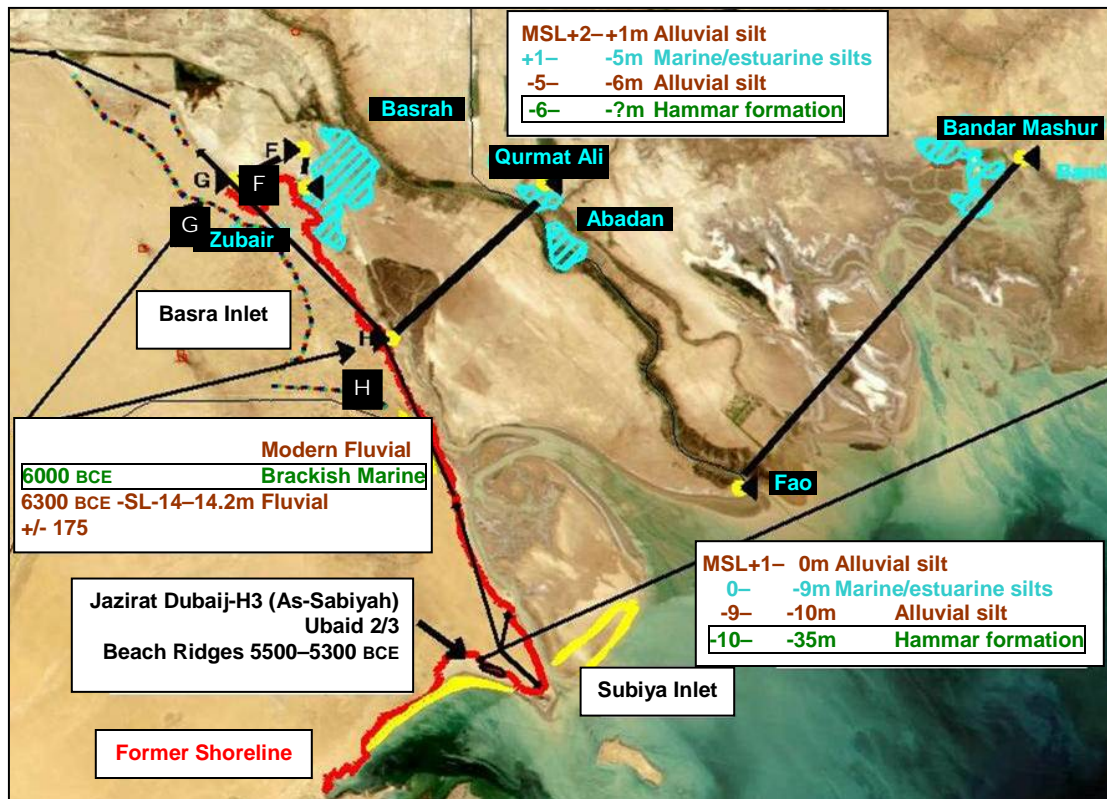 MSL+2–+1m Alluvial silt
+1– -5m Marine/estuarine silts
-5– -6m Alluvial silt
-6– -?m Hammar formation
Basrah
Bandar Mashur
Qurmat Ali
Band
F
F
G
Abadan
G
Zubair
Basra Inlet
H
H
Modern Fluvial
6000 BCE Brackish Marine
6300 BCE -SL-14–14.2m Fluvial
+/- 175
Fao
MSL+1– 0m Alluvial silt
0– -9m Marine/estuarine silts
-9– -10m Alluvial silt
-10– -35m Hammar formation
Jazirat Dubaij-H3 (As-Sabiyah)
Ubaid 2/3
Beach Ridges 5500–5300 BCE
Subiya Inlet
Former Shoreline